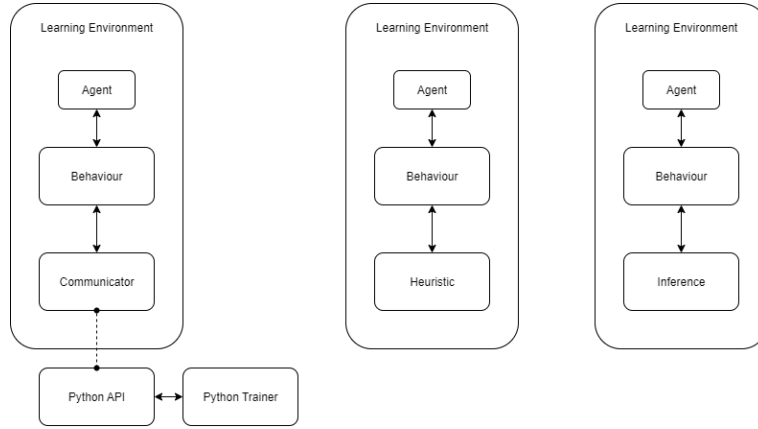 Learning Environment
Agent
Behaviour
Communicator
Python API
Python Trainer
Learning Environment
Agent
Behaviour
Heuristic
Learning Environment
Agent
Behaviour
Inference